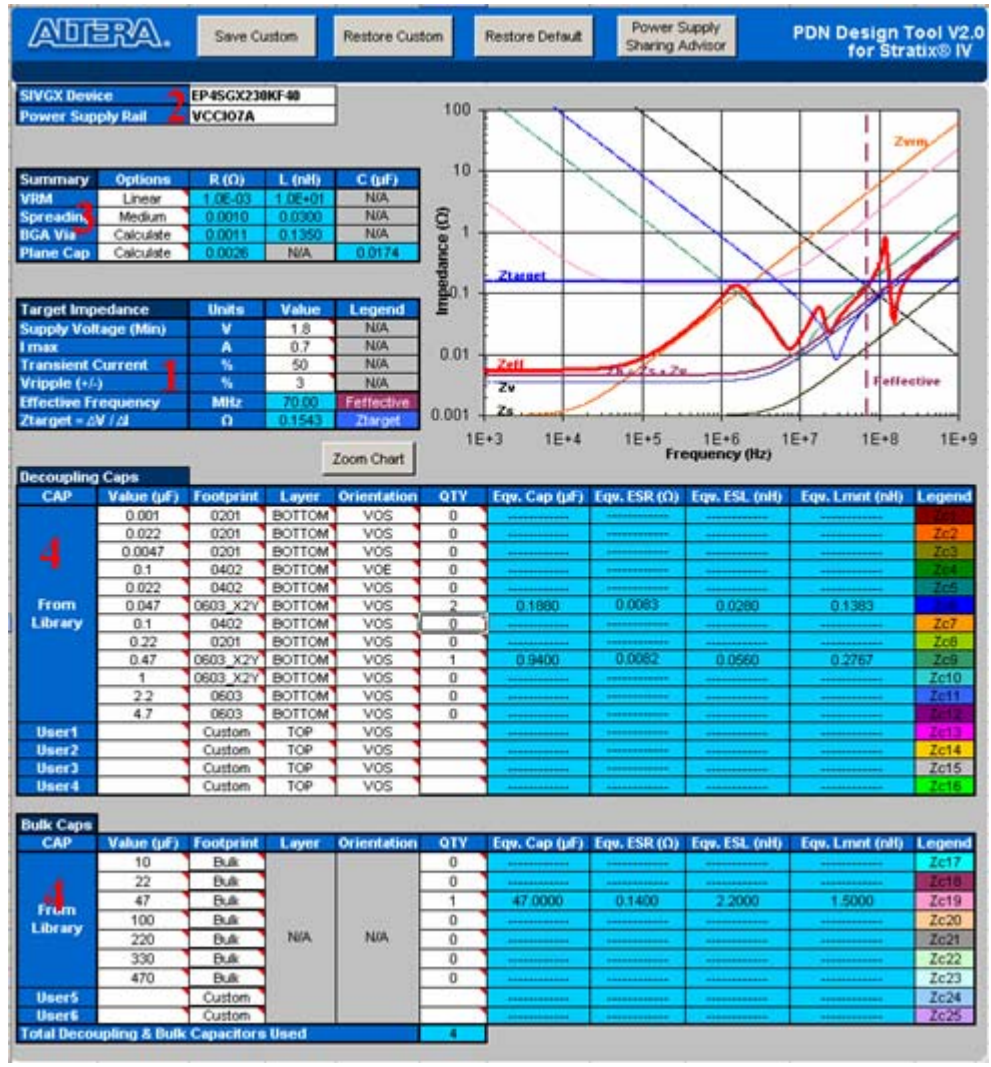 ALTERA. Save Custom Restore Custom Restore Default Power Supply Sharing Advisor PDN Design Tool V2.0 for Stratix® IV
SIVGX Device EP4SGX230KF40
Power Supply Rail VCCIO7A
2
Summary Options R (Ω) L (nH) C (µF)
VRM Linear 1.0E-03 1.0E+01 N/A
Spreading Medium 0.0010 0.0300 N/A
BGA Via Calculate 0.0011 0.1350 N/A
Plane Cap Calculate 0.0026 N/A 0.0174
3
Target Impedance Units Value Legend
Supply Voltage (Min) V 1.8 N/A
I max A 0.7 N/A
Transient Current % 50 N/A
Vripple (+/-) % 3 N/A
Effective Frequency MHz 70.00 Feffective
Ztarget = ΔV / ΔI Ω 0.1543 Ztarget
1
Impedance (Ω)
100
10
1
0.1
0.01
0.001
Zvrm
Ztarget
Zeff
Zv
Zs
Feffective
1E+3 1E+4 1E+5 1E+6 1E+7 1E+8 1E+9
Frequency (Hz)
Zoom Chart
Decoupling Caps
CAP Value (µF) Footprint Layer Orientation QTY Eqv. Cap (µF) Eqv. ESR (Ω) Eqv. ESL (nH) Eqv. Lmnt (nH) Legend
4
From Library
0.001 0201 BOTTOM VOS 0 ------------ ------------ ------------ ------------ Zc1
0.022 0201 BOTTOM VOS 0 ------------ ------------ ------------ ------------ Zc2
0.0047 0201 BOTTOM VOS 0 ------------ ------------ ------------ ------------ Zc3
0.1 0402 BOTTOM VOE 0 ------------ ------------ ------------ ------------ Zc4
0.022 0402 BOTTOM VOS 0 ------------ ------------ ------------ ------------ Zc5
0.047 0603_X2Y BOTTOM VOS 2 0.1880 0.0083 0.0280 0.1383
0.1 0402 BOTTOM VOS 0 ------------ ------------ ------------ ------------ Zc7
0.22 0201 BOTTOM VOS 0 ------------ ------------ ------------ ------------ Zc8
0.47 0603_X2Y BOTTOM VOS 1 0.9400 0.0082 0.0560 0.2767 Zc9
1 0603_X2Y BOTTOM VOS 0 ------------ ------------ ------------ ------------ Zc10
2.2 0603 BOTTOM VOS 0 ------------ ------------ ------------ ------------ Zc11
4.7 0603 BOTTOM VOS 0 ------------ ------------ ------------ ------------ Zc12
User1 Custom TOP VOS ------------ ------------ ------------ ------------ Zc13
User2 Custom TOP VOS ------------ ------------ ------------ ------------ Zc14
User3 Custom TOP VOS ------------ ------------ ------------ ------------ Zc15
User4 Custom TOP VOS ------------ ------------ ------------ ------------ Zc16
Bulk Caps
CAP Value (µF) Footprint Layer Orientation QTY Eqv. Cap (µF) Eqv. ESR (Ω) Eqv. ESL (nH) Eqv. Lmnt (nH) Legend
4
From Library
N/A N/A
10 Bulk 0 ------------ ------------ ------------ ------------ Zc17
22 Bulk 0 ------------ ------------ ------------ ------------ Zc18
47 Bulk 1 47.0000 0.1400 2.2000 1.5000 Zc19
100 Bulk 0 ------------ ------------ ------------ ------------ Zc20
220 Bulk 0 ------------ ------------ ------------ ------------ Zc21
330 Bulk 0 ------------ ------------ ------------ ------------ Zc22
470 Bulk 0 ------------ ------------ ------------ ------------ Zc23
User5 Custom ------------ ------------ ------------ ------------ Zc24
User6 Custom ------------ ------------ ------------ ------------ Zc25
Total Decoupling & Bulk Capacitors Used 4